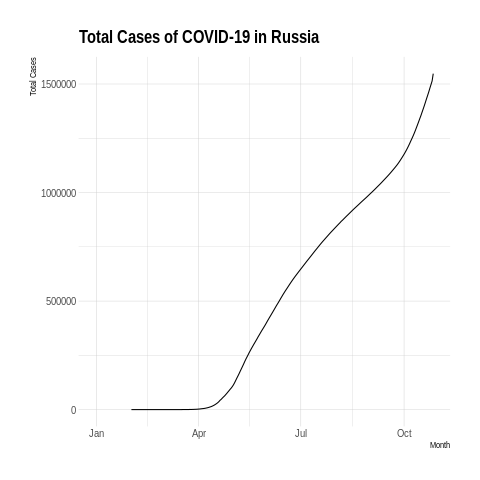 Total Cases of COVID-19 in Russia
Total Cases
1500000
1000000
500000
0
Jan Apr Jul Oct
Month